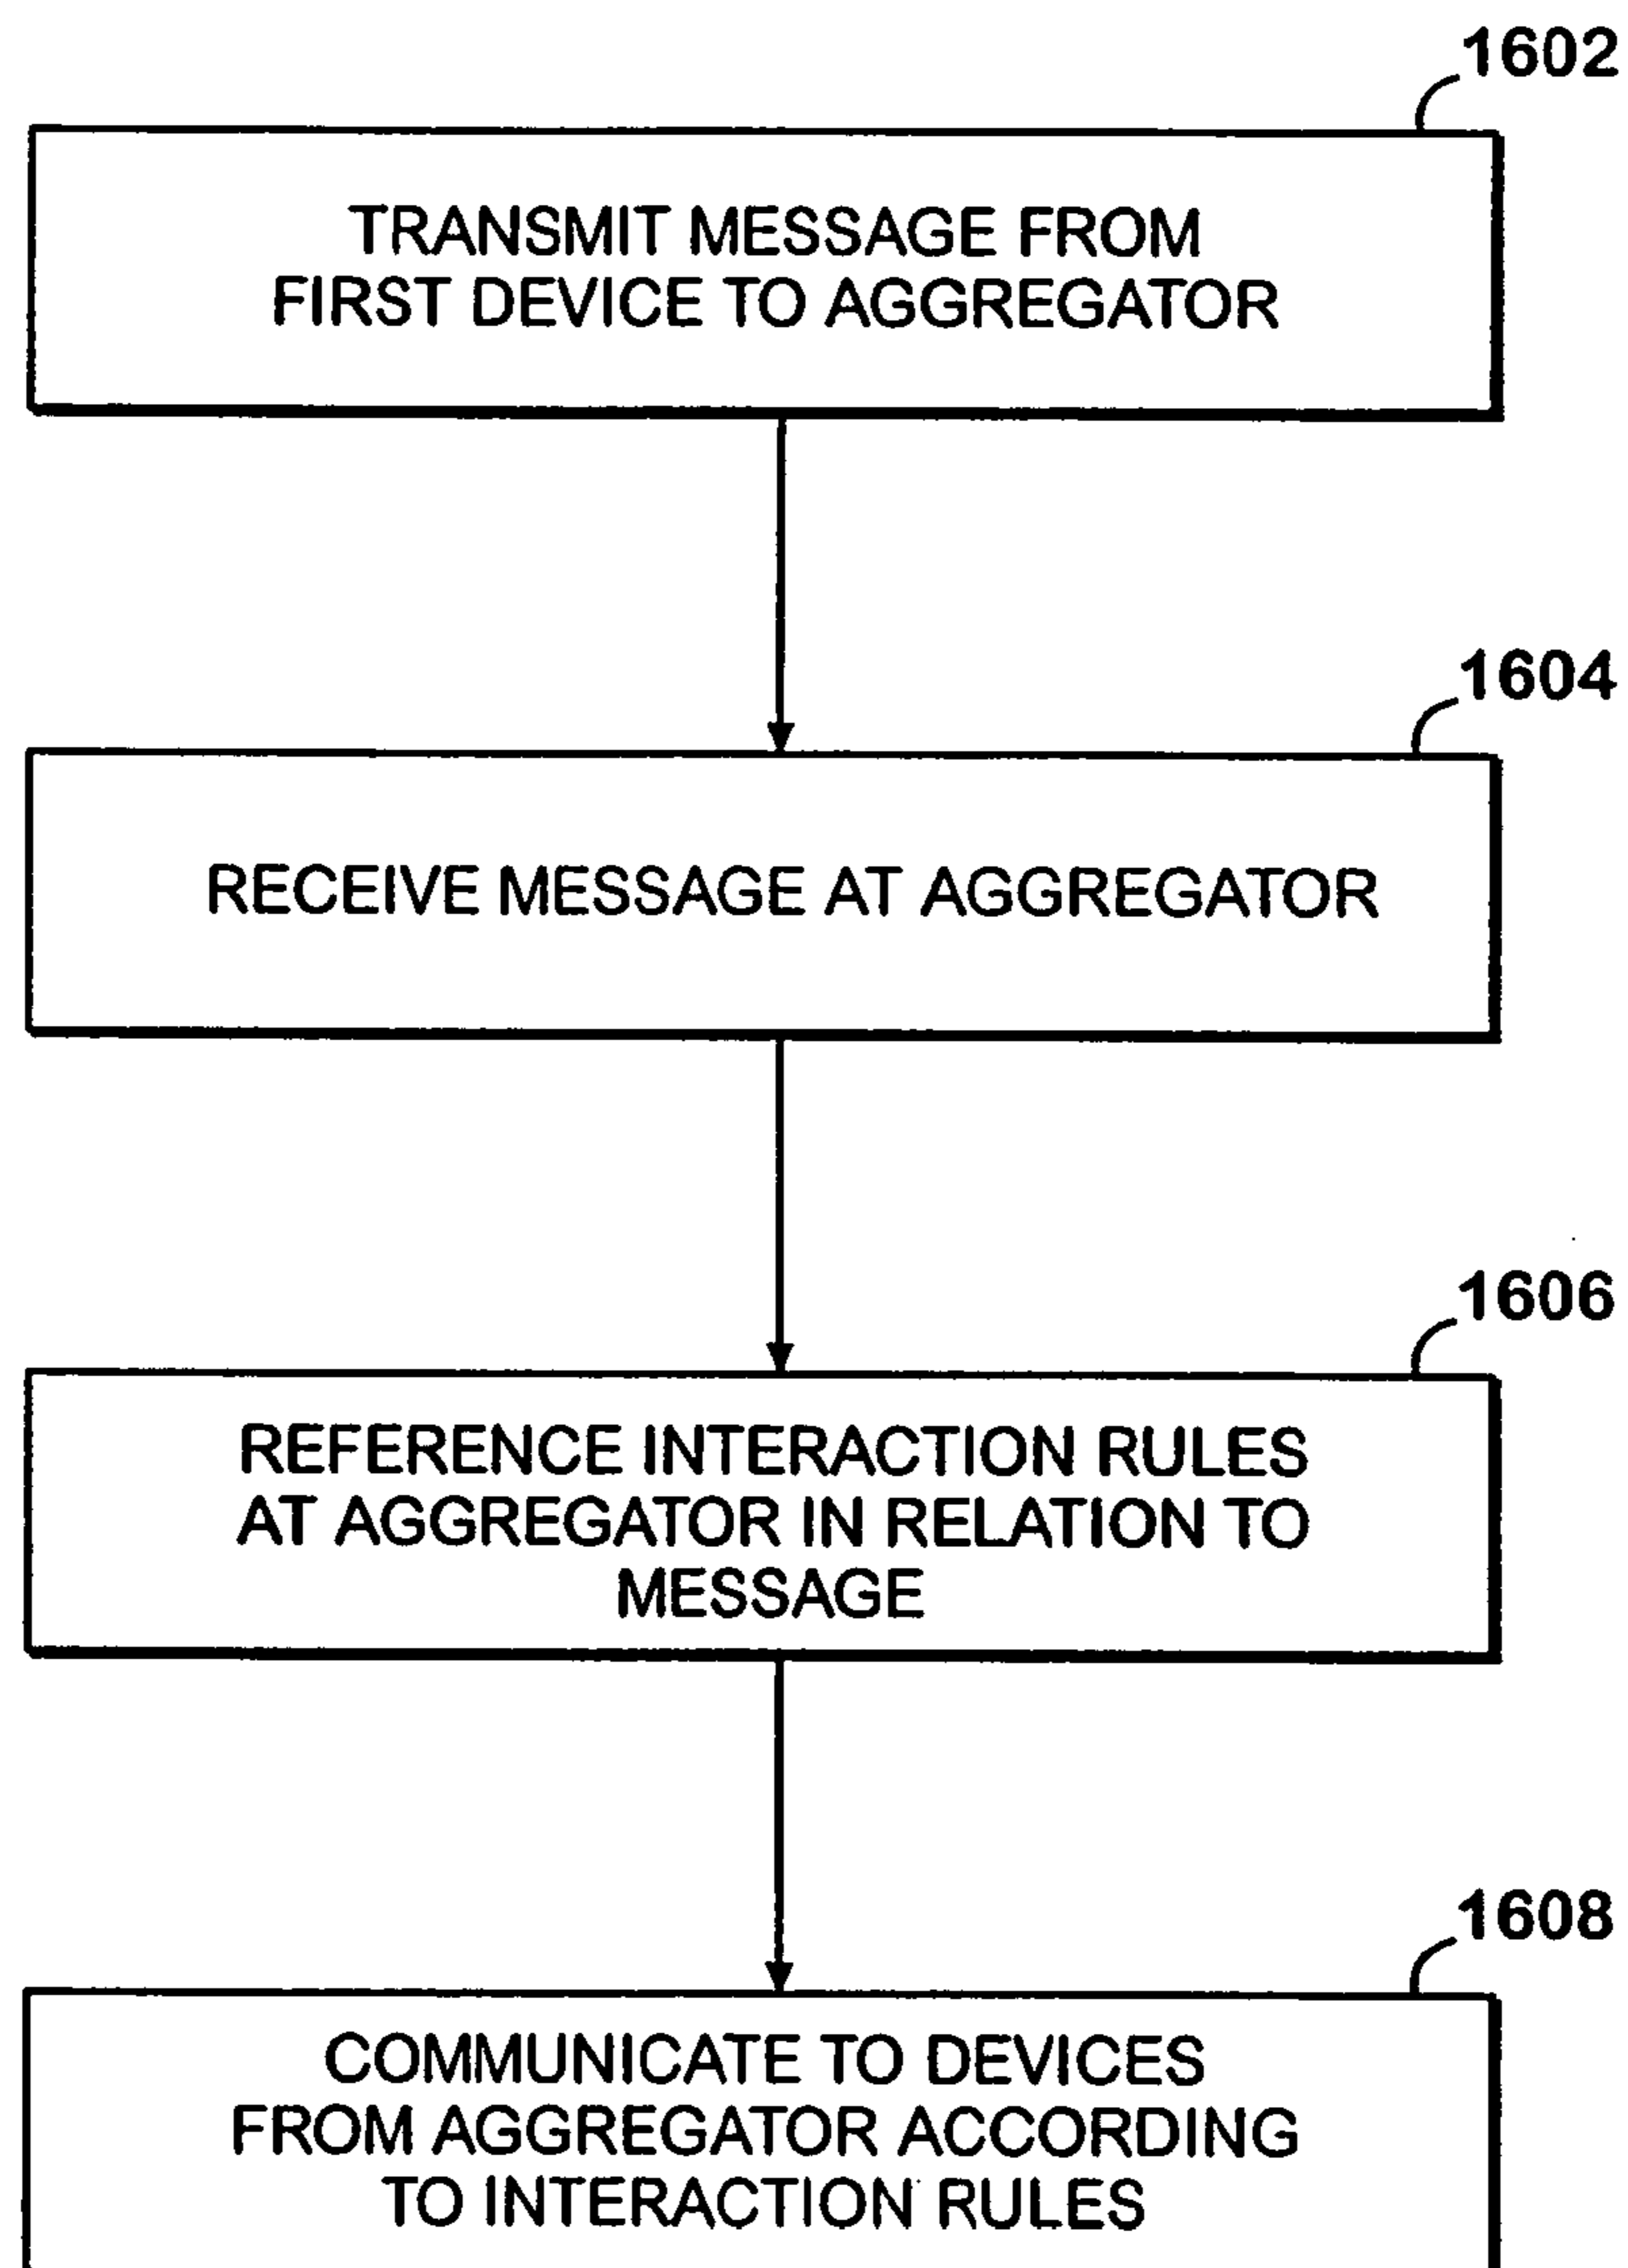 1602
TRANSMIT MESSAGE FROM
FIRST DEVICE TO AGGREGATOR
1604
RECEIVE MESSAGE AT AGGREGATOR
1606
REFERENCE INTERACTION RULES
AT AGGREGATOR IN RELATION TO
MESSAGE
1608
COMMUNICATE TO DEVICES
FROM AGGREGATOR ACCORDING
TO INTERACTION RULES